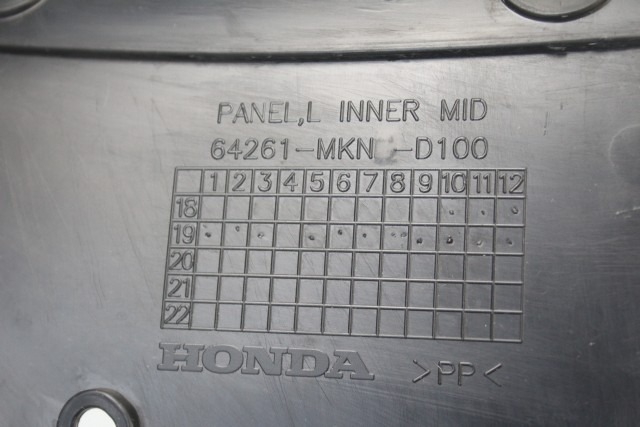 PANEL,L INNER MID
64261-MKN -D100
1 2 3 4 5 6 7 8 9 10 11 12
18
19
20
21
22
HONDA
>PP<